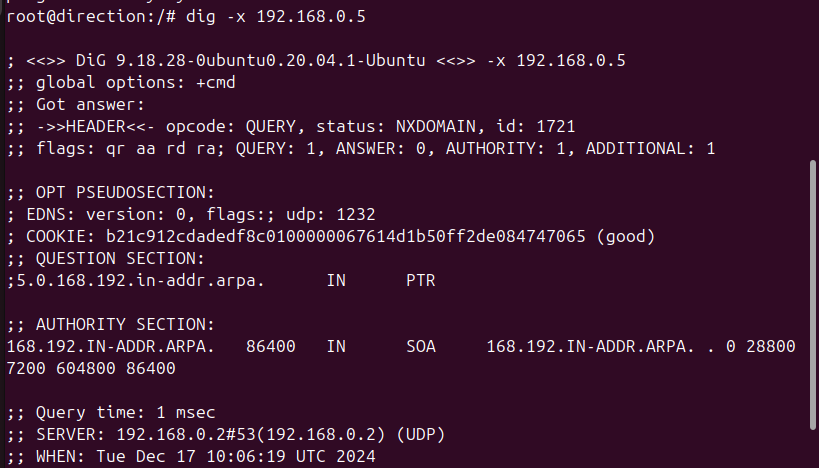 root@direction:/# dig -x 192.168.0.5
; <<>> DiG 9.18.28-0ubuntu0.20.04.1-Ubuntu <<>> -x 192.168.0.5
;; global options: +cmd
;; Got answer:
;; ->>HEADER<<- opcode: QUERY, status: NXDOMAIN, id: 1721
;; flags: qr aa rd ra; QUERY: 1, ANSWER: 0, AUTHORITY: 1, ADDITIONAL: 1
;; OPT PSEUDOSECTION:
; EDNS: version: 0, flags:; udp: 1232
; COOKIE: b21c912cdadedf8c0100000067614d1b50ff2de084747065 (good)
;; QUESTION SECTION:
;5.0.168.192.in-addr.arpa. IN PTR
;; AUTHORITY SECTION:
168.192.IN-ADDR.ARPA. 86400 IN SOA 168.192.IN-ADDR.ARPA. . 0 28800
7200 604800 86400
;; Query time: 1 msec
;; SERVER: 192.168.0.2#53(192.168.0.2) (UDP)
;; WHEN: Tue Dec 17 10:06:19 UTC 2024